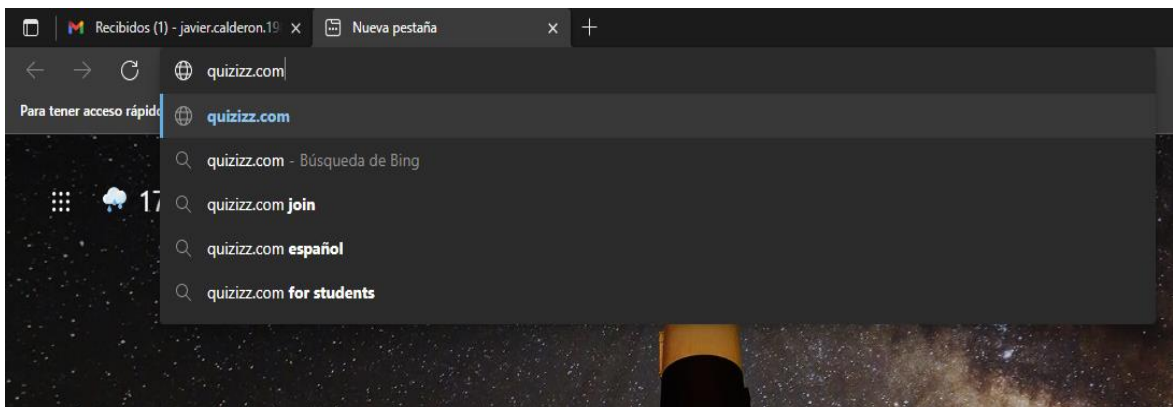 Recibidos (1) - javier.calderon.19
Nueva pestaña
quizizz.com
Para tener acceso rápido
quizizz.com
quizizz.com - Búsqueda de Bing
17
quizizz.com join
quizizz.com español
quizizz.com for students